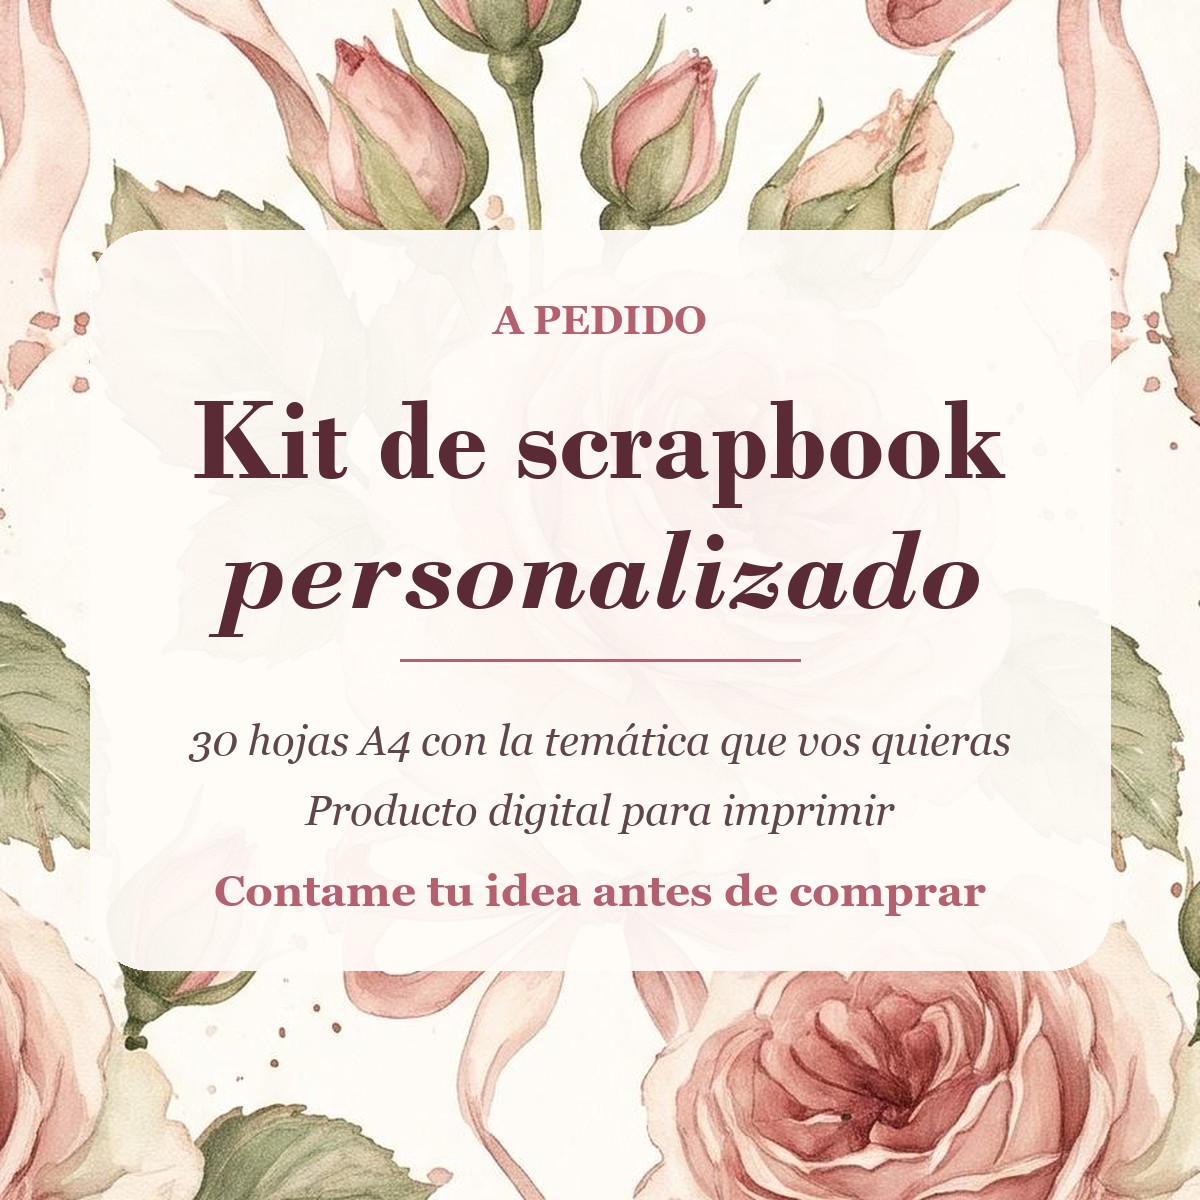 A PEDIDO
Kit de scrapbook
personalizado
30 hojas A4 con la temática que vos quieras
Producto digital para imprimir
Contame tu idea antes de comprar